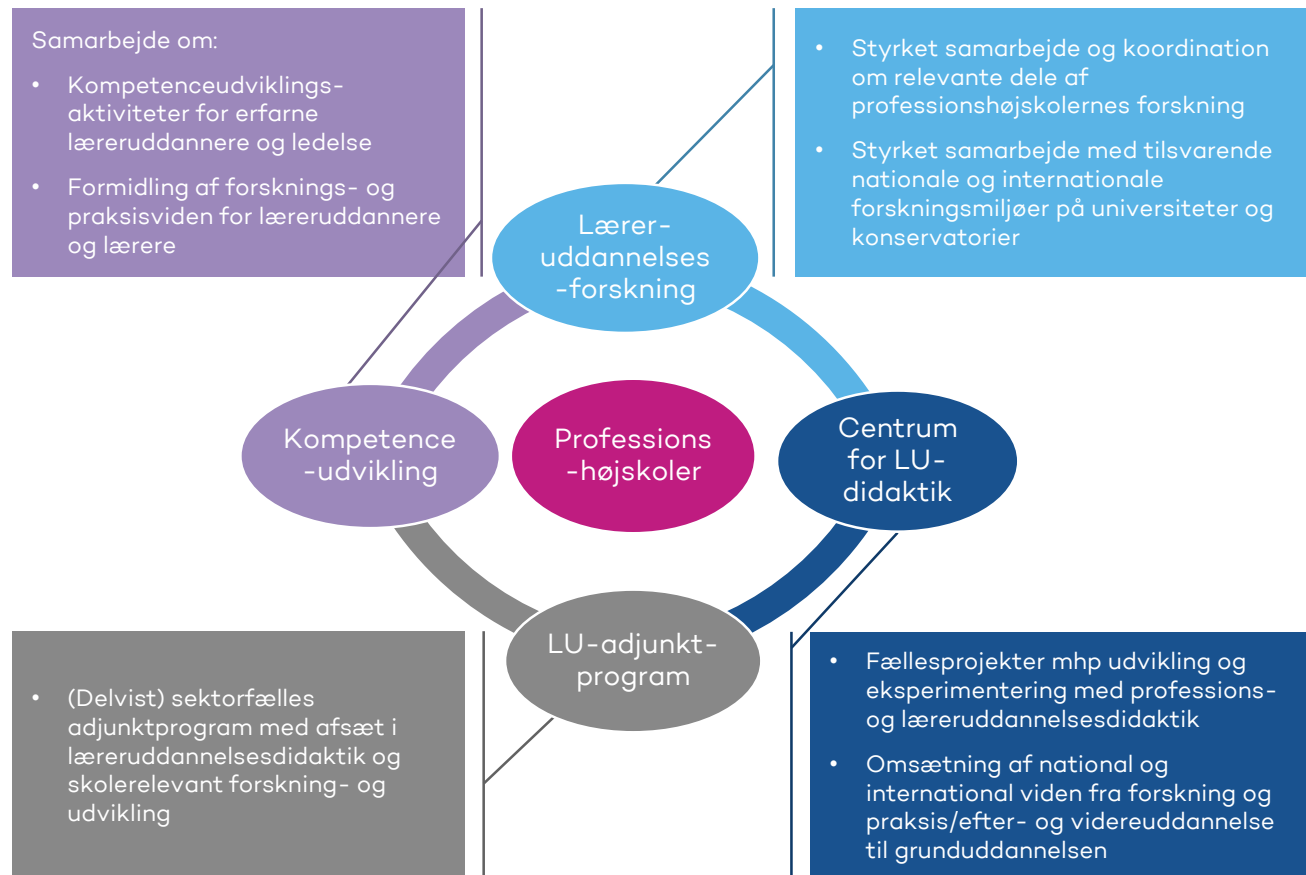 Samarbejde om:
• Kompetenceudviklings-
aktiviteter for erfarne
læreruddannere og ledelse
• Formidling af forsknings- og
praksisviden for læreruddannere
og lærere
• Styrket samarbejde og koordination
om relevante dele af
professionshøjskolernes forskning
• Styrket samarbejde med tilsvarende
nationale og internationale
forskningsmiljøer på universiteter og
konservatorier
Lærer-
uddannelses
-forskning
Kompetence
-udvikling
Professions
-højskoler
Centrum
for LU-
didaktik
LU-adjunkt-
program
• (Delvist) sektorfælles
adjunktprogram med afsæt i
læreruddannelsesdidaktik og
skolerelevant forskning- og
udvikling
• Fællesprojekter mhp udvikling og
eksperimentering med professions-
og læreruddannelsesdidaktik
• Omsætning af national og
international viden fra forskning og
praksis/efter- og videreuddannelse
til grunduddannelsen